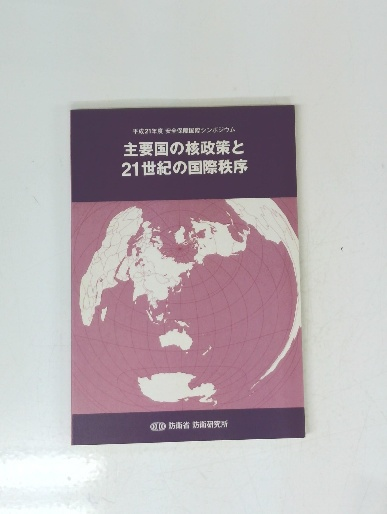 平成21年度 安全保障国際シンポジウム
主要国の核政策と
21世紀の国際秩序
防衛省 防衛研究所